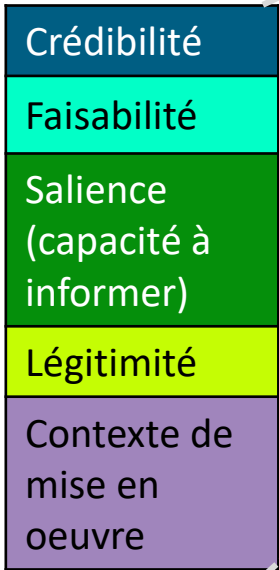 Crédibilité
Faisabilité
Salience
(capacité à
informer)
Légitimité
Contexte de
mise en
oeuvre